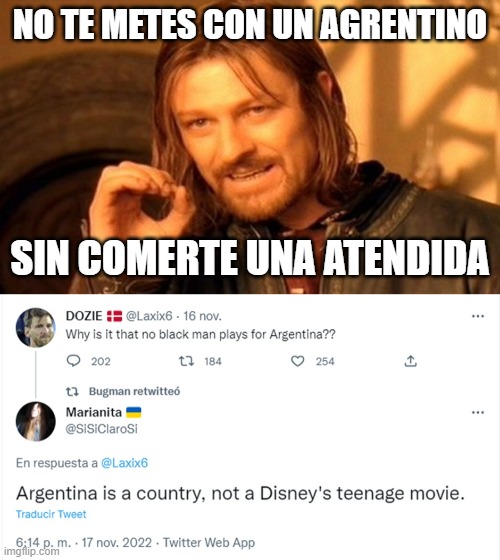 NO TE METES CON UN AGRENTINO
SIN COMERTE UNA ATENDIDA
DOZIE 🇩🇰 @Laxix6 · 16 nov.
Why is it that no black man plays for Argentina??
202 184 254
Bugman retwitteó
Marianita 🇺🇦
@SiSiClaroSi
En respuesta a @Laxix6
Argentina is a country, not a Disney's teenage movie.
Traducir Tweet
6:14 p. m. · 17 nov. 2022 · Twitter Web App
imgflip.com